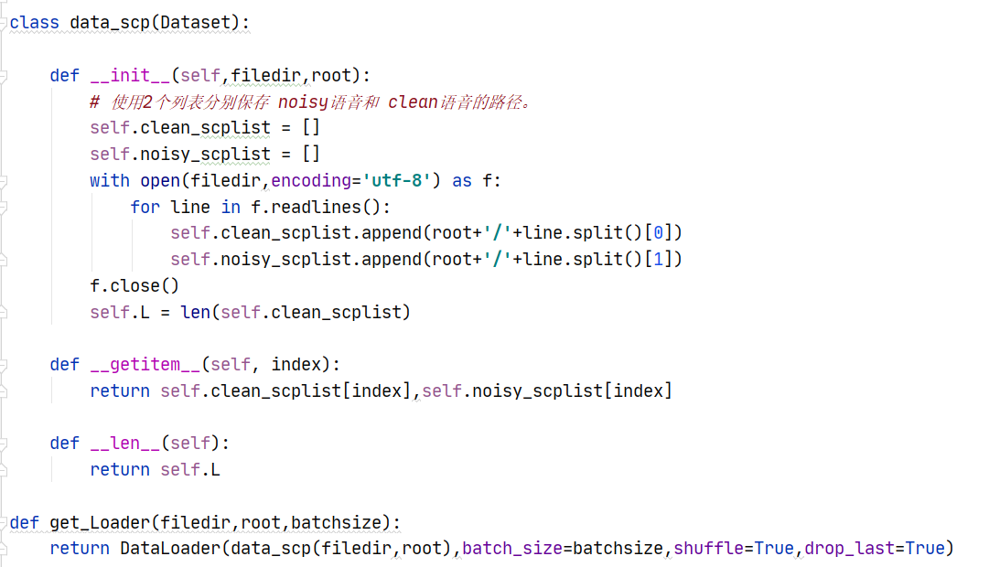 class data_scp(Dataset):
    def __init__(self,filedir,root):
        # 使用2个列表分别保存 noisy语音和 clean语音的路径。
        self.clean_scplist = []
        self.noisy_scplist = []
        with open(filedir,encoding='utf-8') as f:
            for line in f.readlines():
                self.clean_scplist.append(root+'/'+line.split()[0])
                self.noisy_scplist.append(root+'/'+line.split()[1])
        f.close()
        self.L = len(self.clean_scplist)
    def __getitem__(self, index):
        return self.clean_scplist[index],self.noisy_scplist[index]
    def __len__(self):
        return self.L
def get_Loader(filedir,root,batchsize):
    return DataLoader(data_scp(filedir,root),batch_size=batchsize,shuffle=True,drop_last=True)